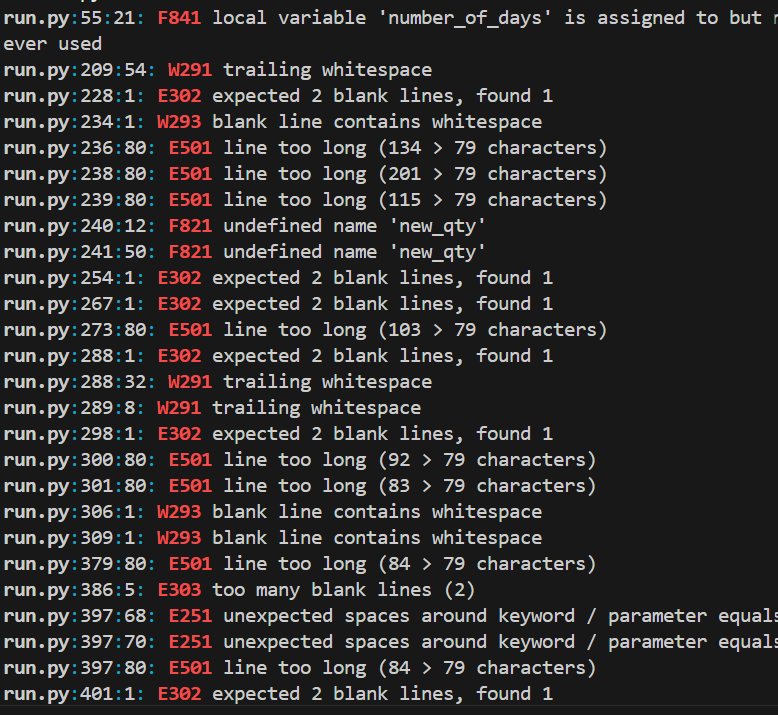 run.py:55:21: F841 local variable 'number_of_days' is assigned to but
ever used
run.py:209:54: W291 trailing whitespace
run.py:228:1: E302 expected 2 blank lines, found 1
run.py:234:1: W293 blank line contains whitespace
run.py:236:80: E501 line too long (134 > 79 characters)
run.py:238:80: E501 line too long (201 > 79 characters)
run.py:239:80: E501 line too long (115 > 79 characters)
run.py:240:12: F821 undefined name 'new_qty'
run.py:241:50: F821 undefined name 'new_qty'
run.py:254:1: E302 expected 2 blank lines, found 1
run.py:267:1: E302 expected 2 blank lines, found 1
run.py:273:80: E501 line too long (103 > 79 characters)
run.py:288:1: E302 expected 2 blank lines, found 1
run.py:288:32: W291 trailing whitespace
run.py:289:8: W291 trailing whitespace
run.py:298:1: E302 expected 2 blank lines, found 1
run.py:300:80: E501 line too long (92 > 79 characters)
run.py:301:80: E501 line too long (83 > 79 characters)
run.py:306:1: W293 blank line contains whitespace
run.py:309:1: W293 blank line contains whitespace
run.py:379:80: E501 line too long (84 > 79 characters)
run.py:386:5: E303 too many blank lines (2)
run.py:397:68: E251 unexpected spaces around keyword / parameter equals
run.py:397:70: E251 unexpected spaces around keyword / parameter equals
run.py:397:80: E501 line too long (84 > 79 characters)
run.py:401:1: E302 expected 2 blank lines, found 1